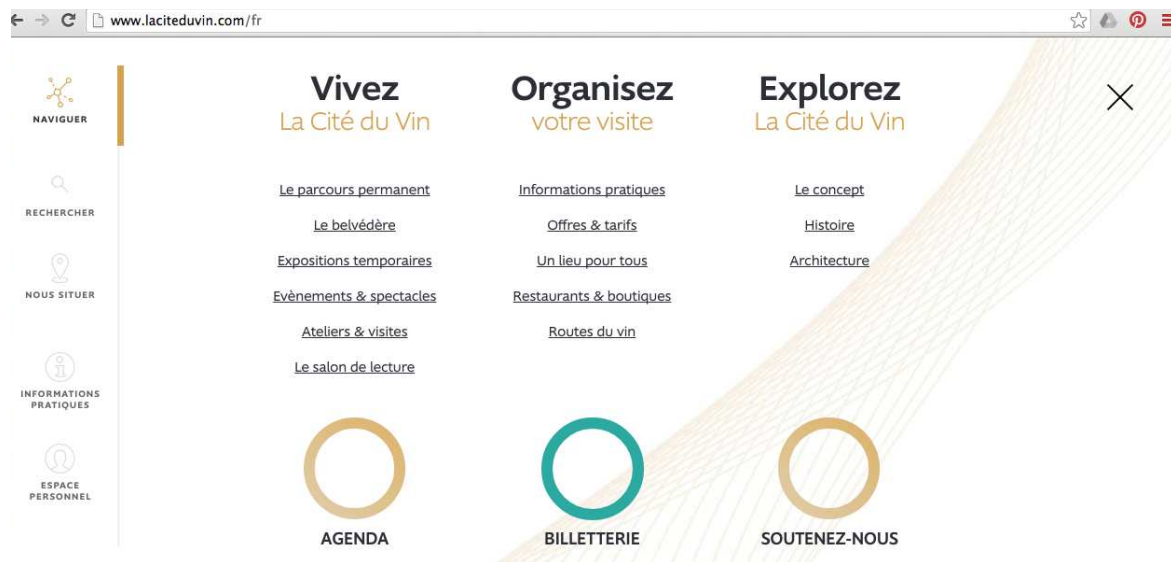 www.laciteduvin.com/fr
NAVIGUER
RECHERCHER
NOUS SITUER
INFORMATIONS
PRATIQUES
ESPACE
PERSONNEL
Vivez
La Cité du Vin
Le parcours permanent
Le belvédère
Expositions temporaires
Evènements & spectacles
Ateliers & visites
Le salon de lecture
AGENDA
Organisez
votre visite
Informations pratiques
Offres & tarifs
Un lieu pour tous
Restaurants & boutiques
Routes du vin
BILLETTERIE
Explorez
La Cité du Vin
Le concept
Histoire
Architecture
SOUTENEZ-NOUS